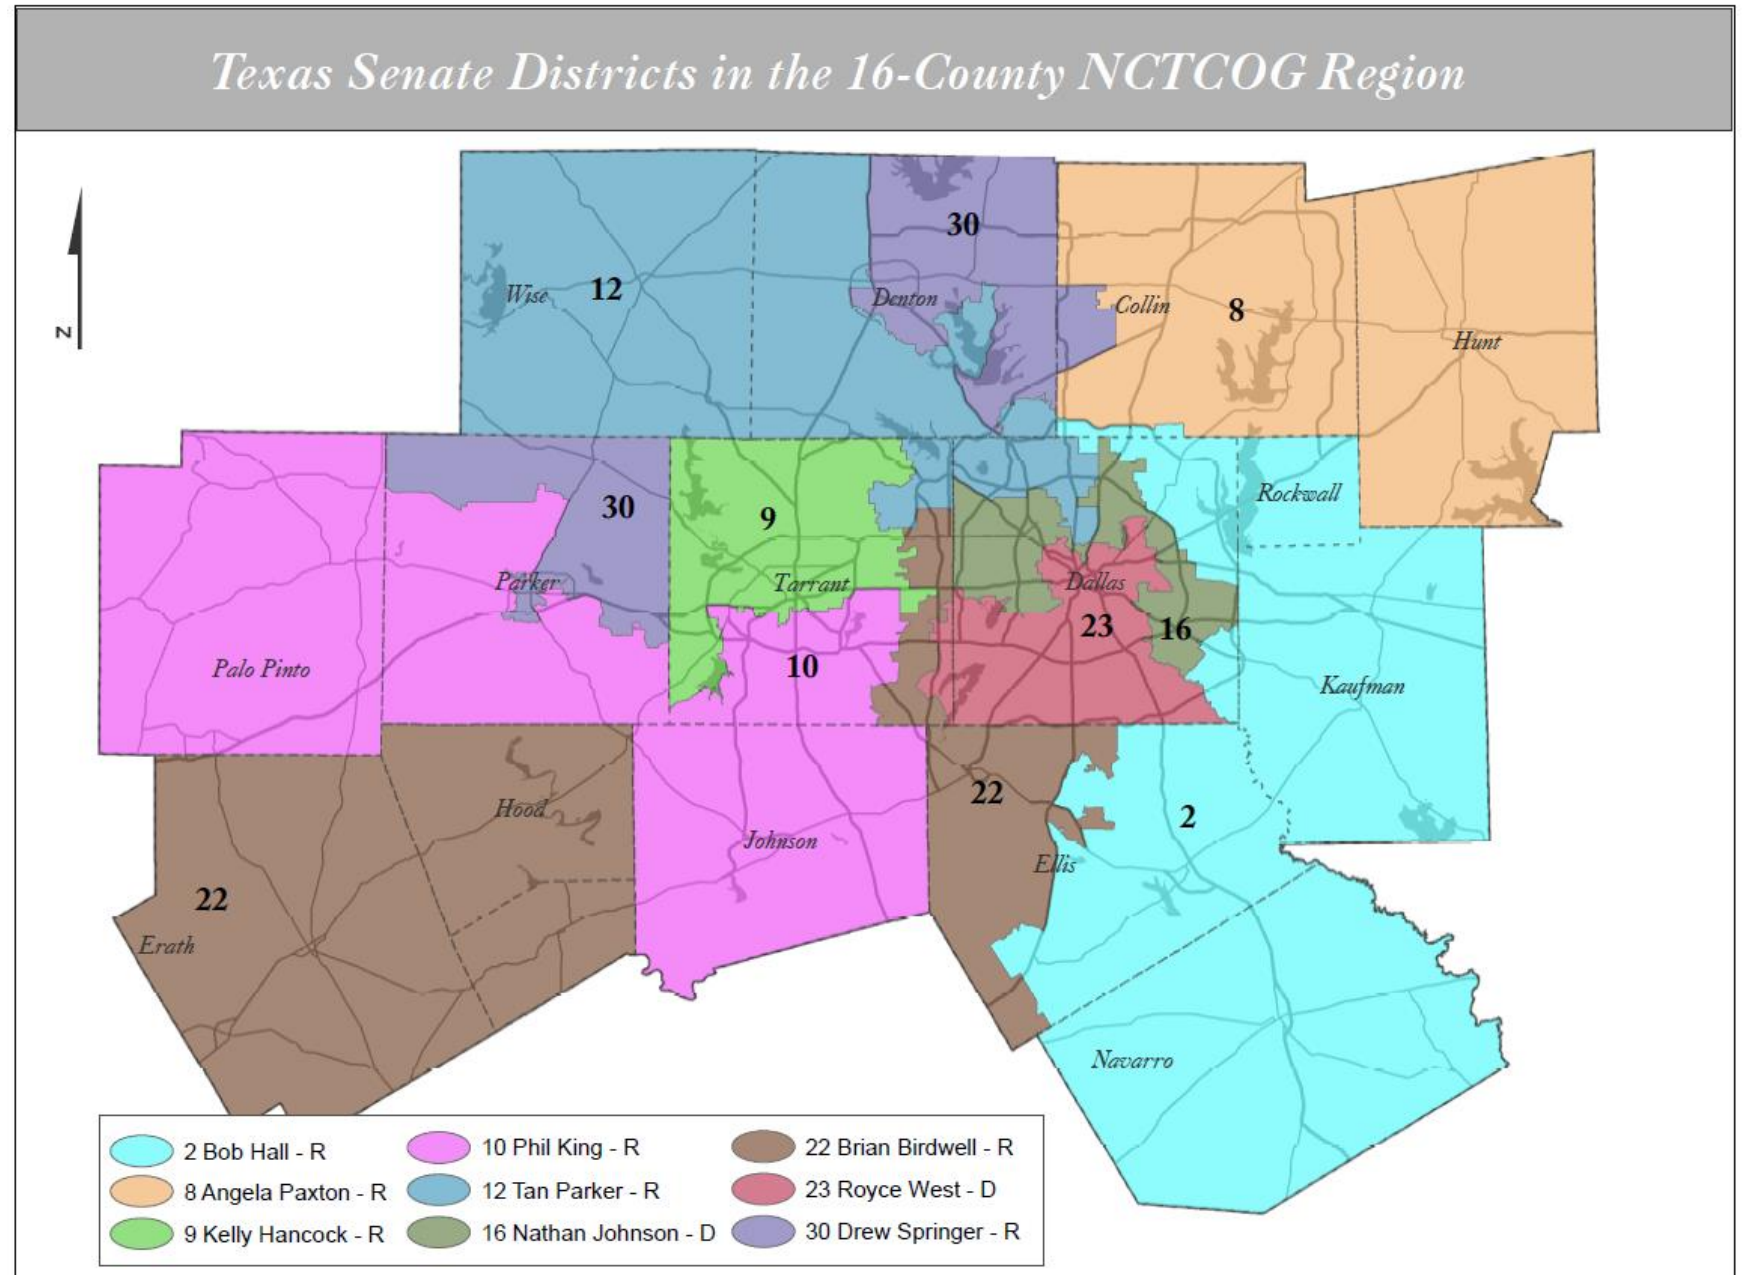 Texas Senate Districts in the 16-County NCTCOG Region
N
30
Wise
12
Denton
Collin
8
Hunt
30
9
Rockwall
Parker
Tarrant
Dallas
23
16
Palo Pinto
10
Kaufman
Hood
22
2
Johnson
Ellis
22
Erath
Navarro
2 Bob Hall - R
8 Angela Paxton - R
9 Kelly Hancock - R
10 Phil King - R
12 Tan Parker - R
16 Nathan Johnson - D
22 Brian Birdwell - R
23 Royce West - D
30 Drew Springer - R